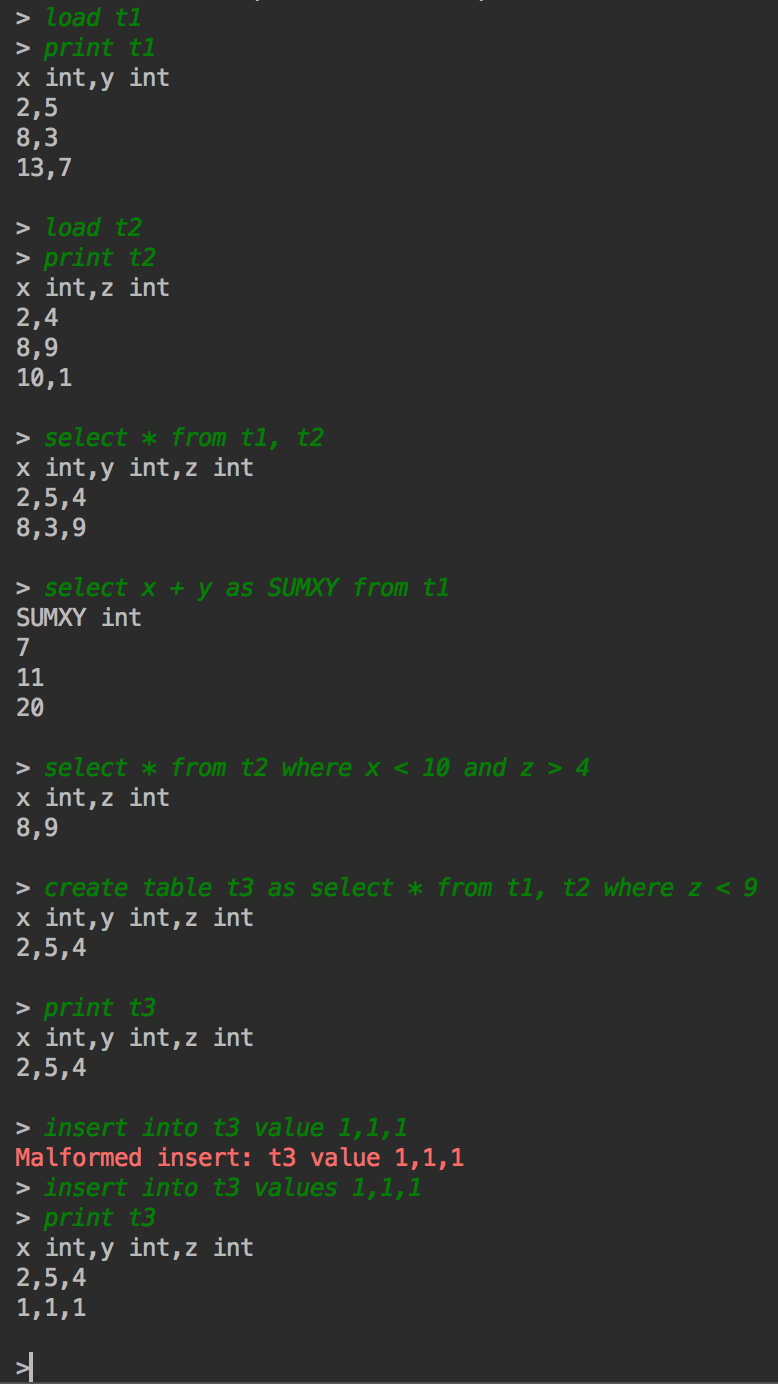 > load t1
> print t1
x int,y int
2,5
8,3
13,7
> load t2
> print t2
x int,z int
2,4
8,9
10,1
> select * from t1, t2
x int,y int,z int
2,5,4
8,3,9
> select x + y as SUMXY from t1
SUMXY int
7
11
20
> select * from t2 where x < 10 and z > 4
x int,z int
8,9
> create table t3 as select * from t1, t2 where z < 9
x int,y int,z int
2,5,4
> print t3
x int,y int,z int
2,5,4
> insert into t3 value 1,1,1
Malformed insert: t3 value 1,1,1
> insert into t3 values 1,1,1
> print t3
x int,y int,z int
2,5,4
1,1,1
>